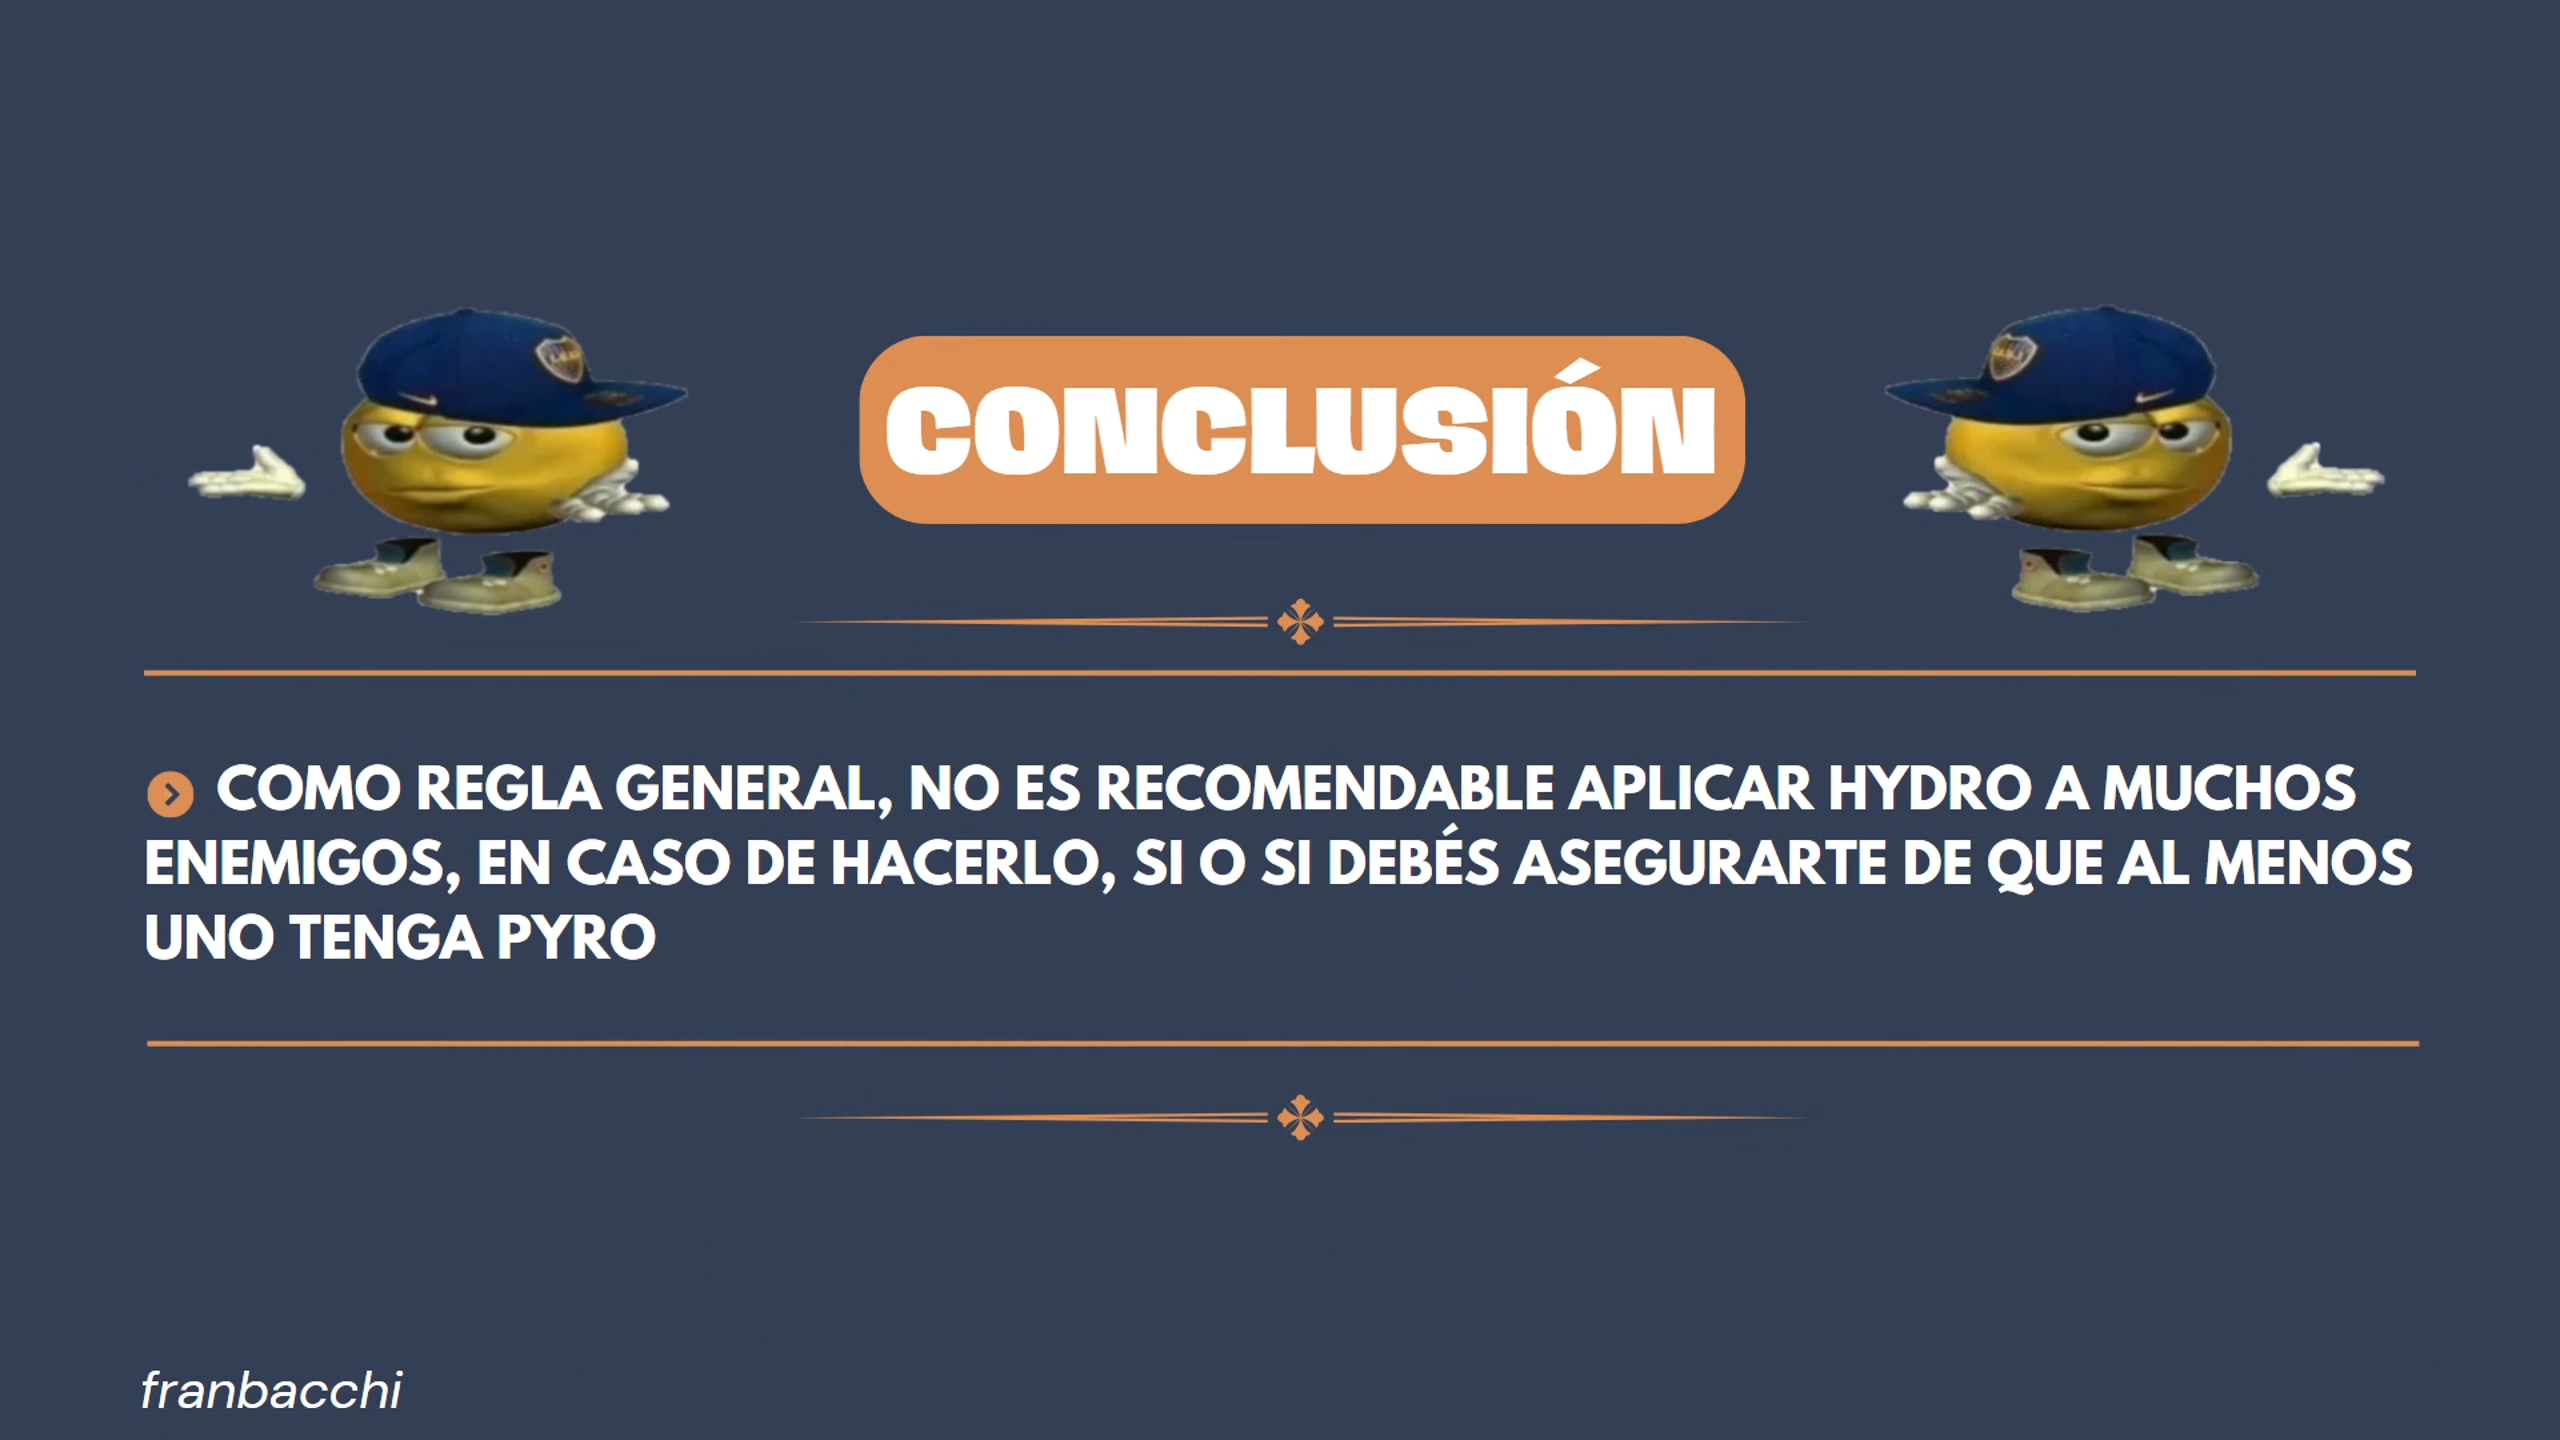 CONCLUSIÓN
COMO REGLA GENERAL, NO ES RECOMENDABLE APLICAR HYDRO A MUCHOS
ENEMIGOS, EN CASO DE HACERLO, SI O SI DEBÉS ASEGURARTE DE QUE AL MENOS
UNO TENGA PYRO
franbacchi